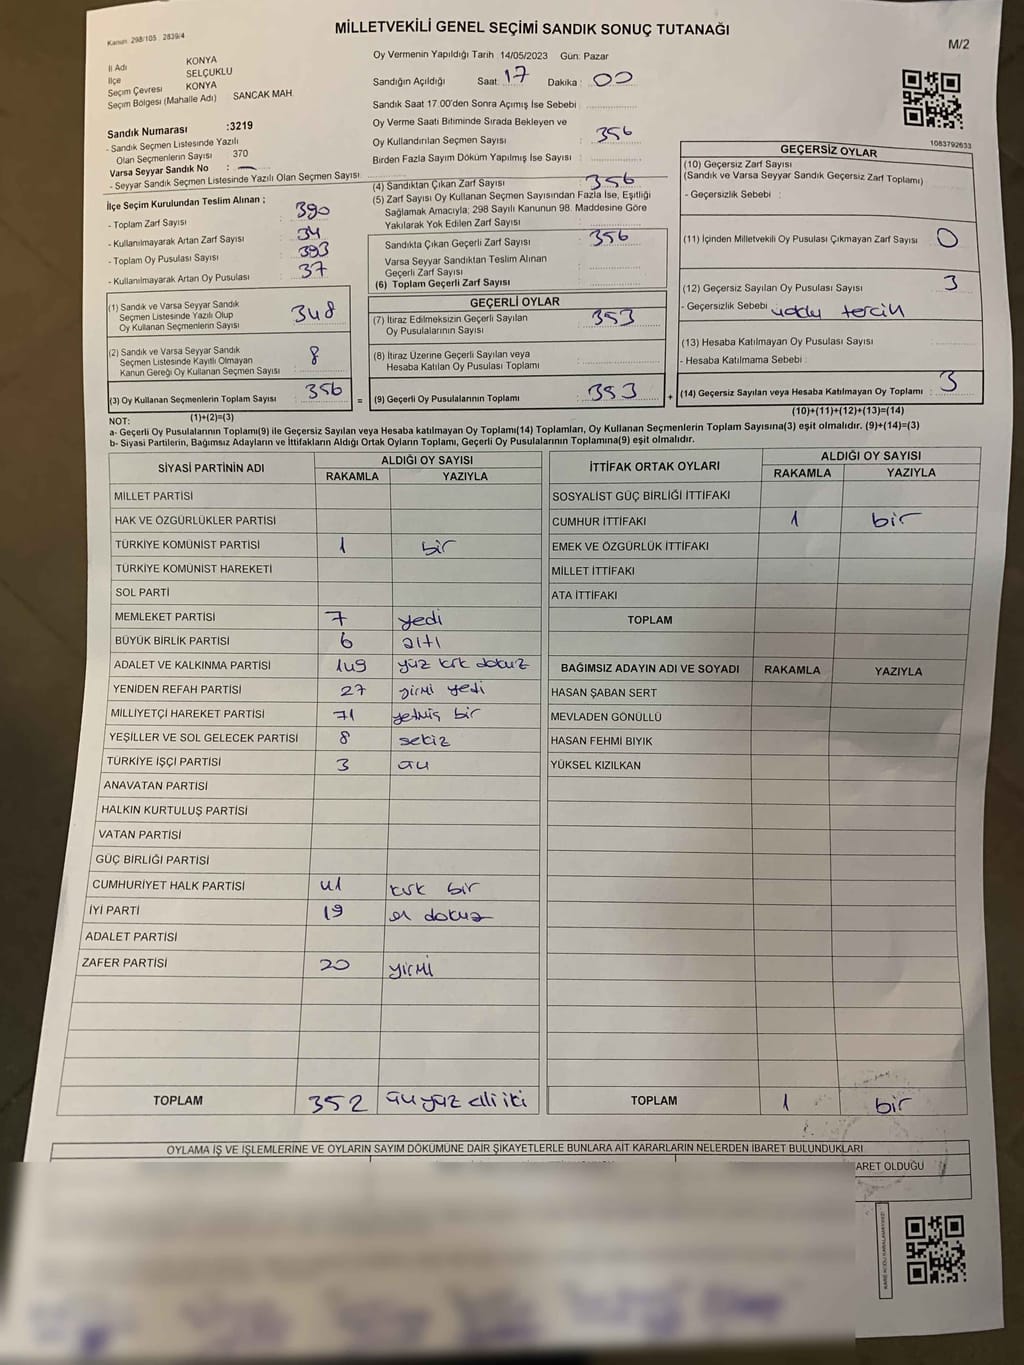 MİLLETVEKİLİ GENEL SEÇİMİ SANDIK SONUÇ TUTANAĞI
Kanun: 298/105 2839/4
M/2
İl Adı KONYA
İlçe SELÇUKLU
Seçim Çevresi KONYA
Seçim Bölgesi (Mahalle Adı) SANCAK MAH.
Sandık Numarası :3219
- Sandık Seçmen Listesinde Yazılı
Olan Seçmenlerin Sayısı 370
Varsa Seyyar Sandık No :
- Seyyar Sandık Seçmen Listesinde Yazılı Olan Seçmen Sayısı
İlçe Seçim Kurulundan Teslim Alınan ;
- Toplam Zarf Sayısı : 390
- Kullanılmayarak Artan Zarf Sayısı : 34
- Toplam Oy Pusulası Sayısı : 393
- Kullanılmayarak Artan Oy Pusulası : 37
(1) Sandık ve Varsa Seyyar Sandık
Seçmen Listesinde Yazılı Olup
Oy Kullanan Seçmenlerin Sayısı 348
(2) Sandık ve Varsa Seyyar Sandık
Seçmen Listesinde Kayıtlı Olmayan
Kanun Gereği Oy Kullanan Seçmen Sayısı 8
(3) Oy Kullanan Seçmenlerin Toplam Sayısı : 356
(1)+(2)=(3)
Oy Vermenin Yapıldığı Tarih 14/05/2023 Gün: Pazar
Sandığın Açıldığı Saat: 17 Dakika : 00
Sandık Saat 17.00'den Sonra Açımış İse Sebebi
Oy Verme Saati Bitiminde Sırada Bekleyen ve
Oy Kullandırılan Seçmen Sayısı : 356
Birden Fazla Sayım Döküm Yapılmış İse Sayısı :
(4) Sandıktan Çıkan Zarf Sayısı 356
(5) Zarf Sayısı Oy Kullanan Seçmen Sayısından Fazla İse, Eşitliği
Sağlamak Amacıyla; 298 Sayılı Kanunun 98. Maddesine Göre
Yakılarak Yok Edilen Zarf Sayısı
Sandıkta Çıkan Geçerli Zarf Sayısı : 356
Varsa Seyyar Sandıktan Teslim Alınan
Geçerli Zarf Sayısı
(6) Toplam Geçerli Zarf Sayısı :
GEÇERLİ OYLAR
(7) İtiraz Edilmeksizin Geçerli Sayılan
Oy Pusulalarının Sayısı : 353
(8) İtiraz Üzerine Geçerli Sayılan veya
Hesaba Katılan Oy Pusulası Toplamı :
= (9) Geçerli Oy Pusulalarının Toplamı : 353
1083792633
GEÇERSİZ OYLAR
(10) Geçersiz Zarf Sayısı
(Sandık ve Varsa Seyyar Sandık Geçersiz Zarf Toplamı)
- Geçersizlik Sebebi :
(11) İçinden Milletvekili Oy Pusulası Çıkmayan Zarf Sayısı 0
(12) Geçersiz Sayılan Oy Pusulası Sayısı : 3
- Geçersizlik Sebebi tercih
(13) Hesaba Katılmayan Oy Pusulası Sayısı :
- Hesaba Katılmama Sebebi :
+ (14) Geçersiz Sayılan veya Hesaba Katılmayan Oy Toplamı : 3
(10)+(11)+(12)+(13)=(14)
NOT:
a- Geçerli Oy Pusulalarının Toplamı(9) ile Geçersiz Sayılan veya Hesaba katılmayan Oy Toplamı(14) Toplamları, Oy Kullanan Seçmenlerin Toplam Sayısına(3) eşit olmalıdır. (9)+(14)=(3)
b- Siyasi Partilerin, Bağımsız Adayların ve İttifakların Aldığı Ortak Oyların Toplamı, Geçerli Oy Pusulalarının Toplamına(9) eşit olmalıdır.
SİYASİ PARTİNİN ADI ALDIĞI OY SAYISI
RAKAMLA YAZIYLA
MİLLET PARTİSİ
HAK VE ÖZGÜRLÜKLER PARTİSİ
TÜRKİYE KOMÜNİST PARTİSİ 1 bir
TÜRKİYE KOMÜNİST HAREKETİ
SOL PARTİ
MEMLEKET PARTİSİ 7 yedi
BÜYÜK BİRLİK PARTİSİ 6 altı
ADALET VE KALKINMA PARTİSİ 149 yüz kırk dokuz
YENİDEN REFAH PARTİSİ 27 yirmi yedi
MİLLİYETÇİ HAREKET PARTİSİ 71 yetmiş bir
YEŞİLLER VE SOL GELECEK PARTİSİ 8 sekiz
TÜRKİYE İŞÇİ PARTİSİ 3 üç
ANAVATAN PARTİSİ
HALKIN KURTULUŞ PARTİSİ
VATAN PARTİSİ
GÜÇ BİRLİĞİ PARTİSİ
CUMHURİYET HALK PARTİSİ 41 kırk bir
İYİ PARTİ 19 on dokuz
ADALET PARTİSİ
ZAFER PARTİSİ 20 yirmi
TOPLAM 352 üç yüz elli iki
İTTİFAK ORTAK OYLARI ALDIĞI OY SAYISI
RAKAMLA YAZIYLA
SOSYALİST GÜÇ BİRLİĞİ İTTİFAKI
CUMHUR İTTİFAKI 1 bir
EMEK VE ÖZGÜRLÜK İTTİFAKI
MİLLET İTTİFAKI
ATA İTTİFAKI
TOPLAM
BAĞIMSIZ ADAYIN ADI VE SOYADI RAKAMLA YAZIYLA
HASAN ŞABAN SERT
MEVLADEN GÖNÜLLÜ
HASAN FEHMİ BIYIK
YÜKSEL KIZILKAN
TOPLAM 1 bir
OYLAMA İŞ VE İŞLEMLERİNE VE OYLARIN SAYIM DÖKÜMÜNE DAİR ŞİKAYETLERLE BUNLARA AİT KARARLARIN NELERDEN İBARET BULUNDUKLARI
ARET OLDUĞU